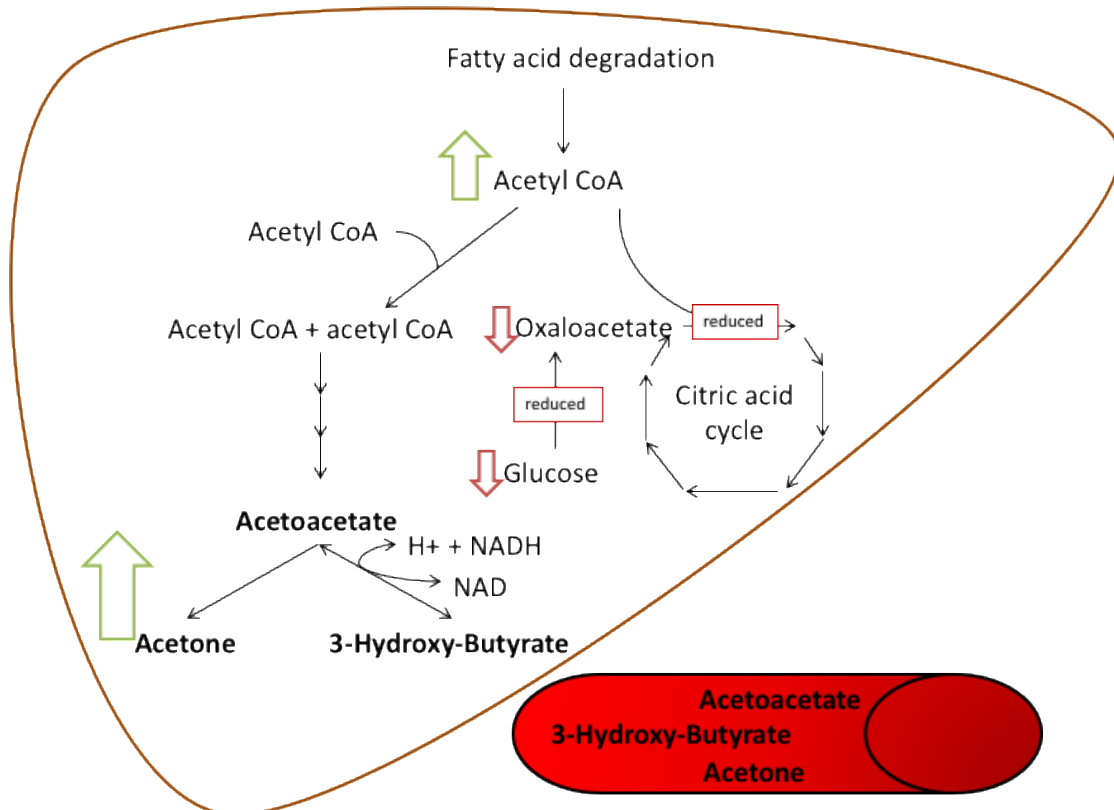 Fatty acid degradation
Acetyl CoA
Acetyl CoA
Acetyl CoA + acetyl CoA
Oxaloacetate
reduced
reduced
Citric acid
cycle
Glucose
Acetoacetate
H+ + NADH
NAD
Acetone
3-Hydroxy-Butyrate
Acetoacetate
3-Hydroxy-Butyrate
Acetone